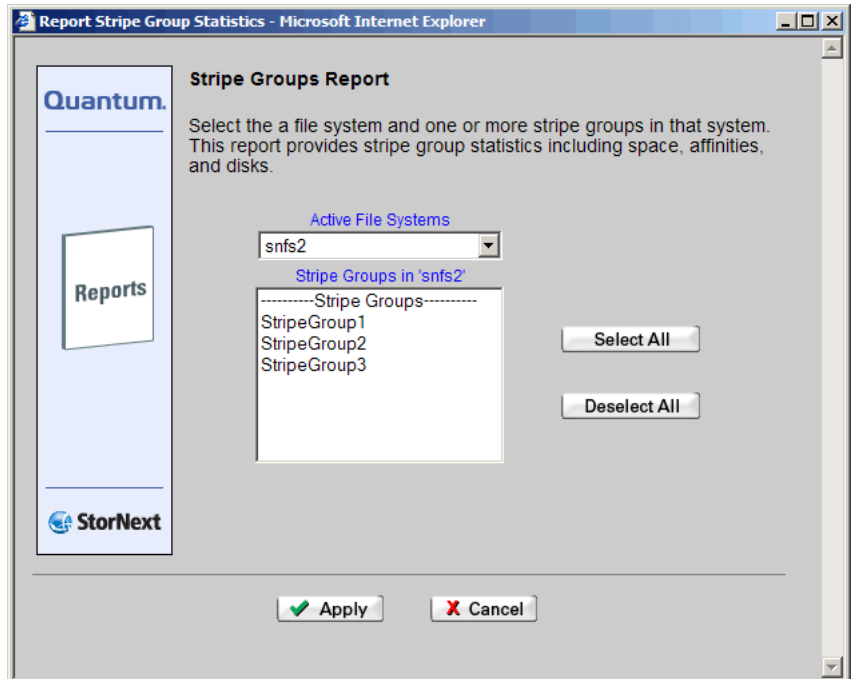 Report Stripe Group Statistics - Microsoft Internet Explorer
Quantum.
Stripe Groups Report
Select the a file system and one or more stripe groups in that system.
This report provides stripe group statistics including space, affinities,
and disks.
Active File Systems
snfs2
Stripe Groups in 'snfs2'
----------Stripe Groups----------
StripeGroup1
StripeGroup2
StripeGroup3
Select All
Deselect All
Reports
StorNext
Apply
Cancel